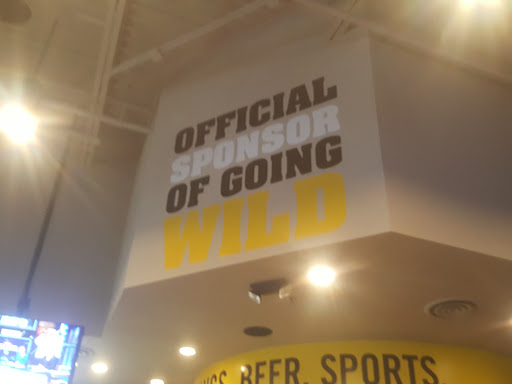 OFFICIAL
SPONSOR
OF GOING
WILD
BEER. SPORTS